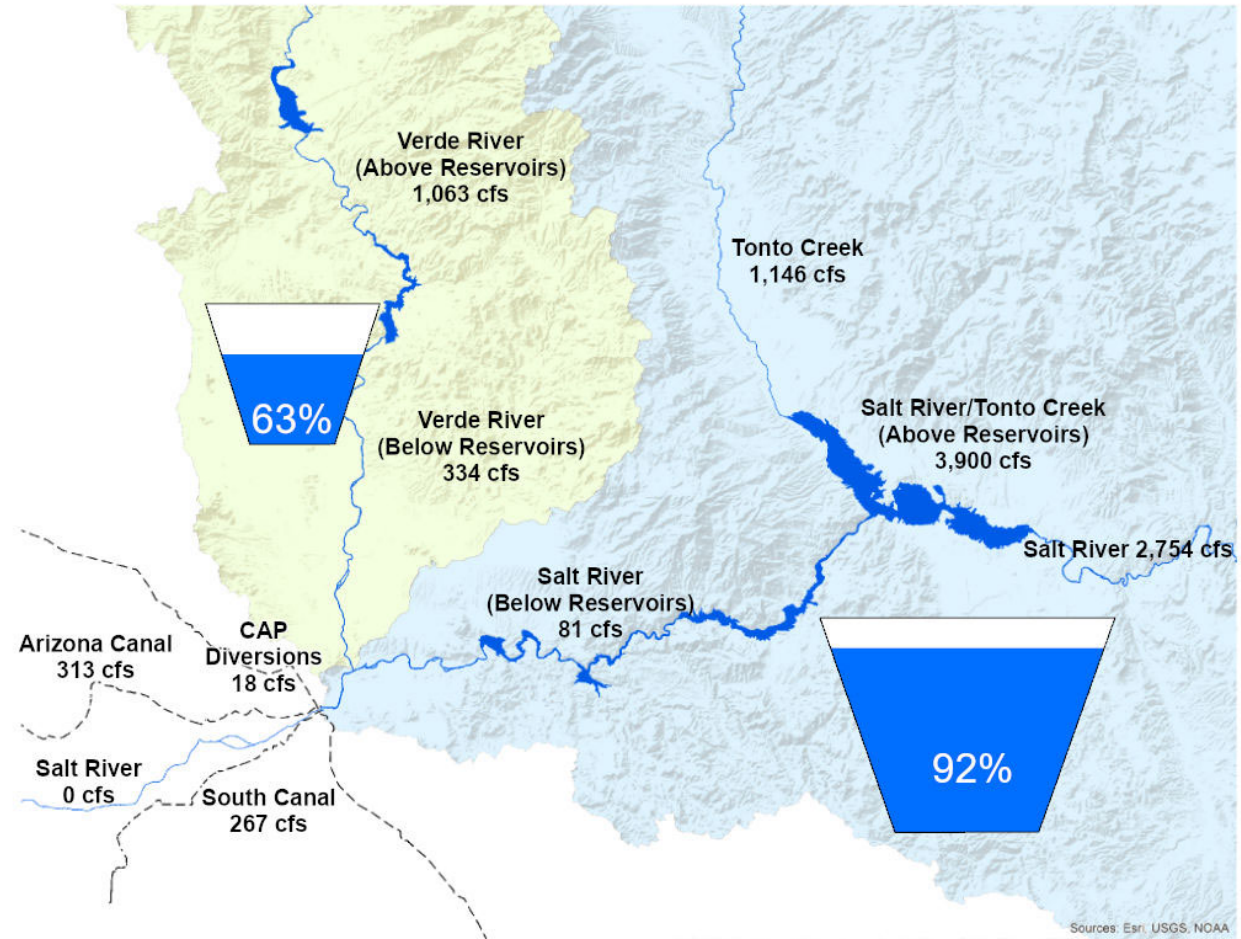 Verde River
(Above Reservoirs)
1,063 cfs
Tonto Creek
1,146 cfs
63%
Verde River
(Below Reservoirs)
334 cfs
Salt River/Tonto Creek
(Above Reservoirs)
3,900 cfs
Salt River 2,754 cfs
Salt River
(Below Reservoirs)
81 cfs
CAP
Diversions
18 cfs
Arizona Canal
313 cfs
Salt River
0 cfs
South Canal
267 cfs
92%
Sources: Esri, USGS, NOAA